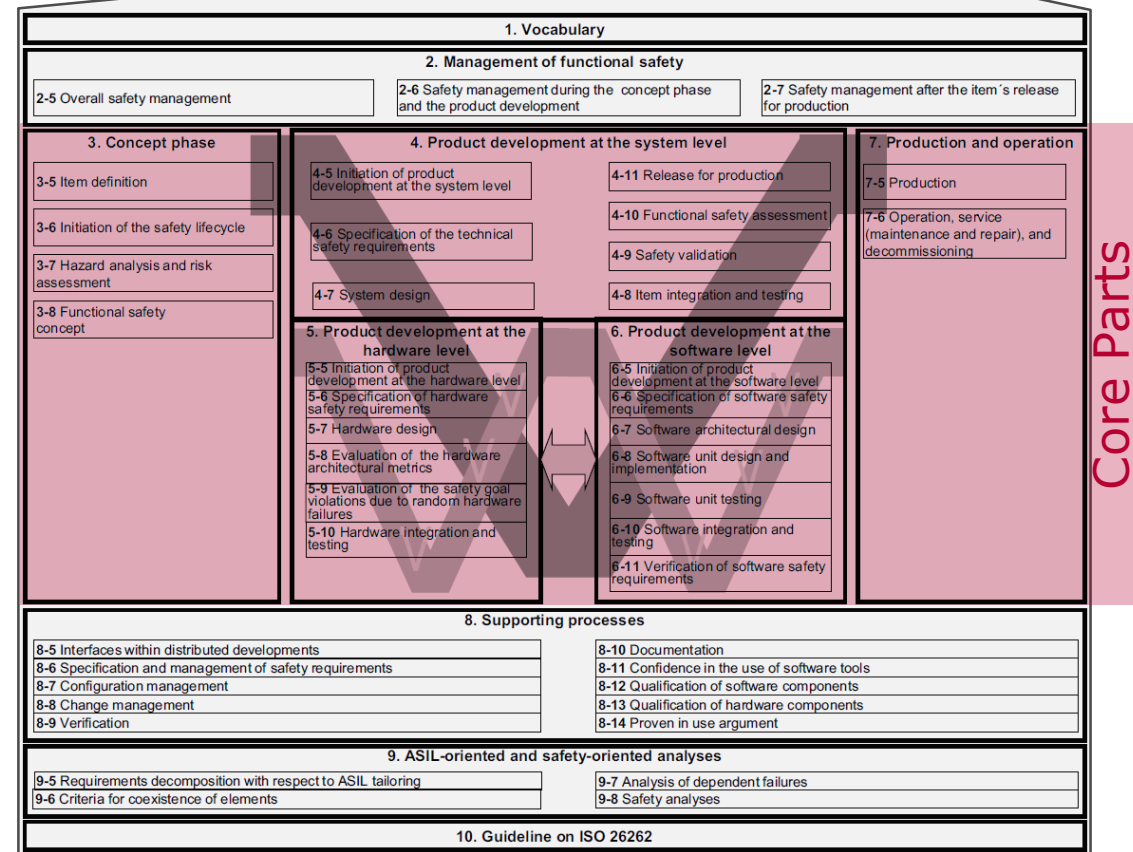 1. Vocabulary
2. Management of functional safety
2-5 Overall safety management
2-6 Safety management during the concept phase
and the product development
2-7 Safety management after the item´s release
for production
3. Concept phase
3-5 Item definition
3-6 Initiation of the safety lifecycle
3-7 Hazard analysis and risk
assessment
3-8 Functional safety
concept
4. Product development at the system level
4-5 Initiation of product
development at the system level
4-6 Specification of the technical
safety requirements
4-7 System design
4-11 Release for production
4-10 Functional safety assessment
4-9 Safety validation
4-8 Item integration and testing
5. Product development at the
hardware level
5-5 Initiation of product
development at the hardware level
5-6 Specification of hardware
safety requirements
5-7 Hardware design
5-8 Evaluation of the hardware
architectural metrics
5-9 Evaluation of the safety goal
violations due to random hardware
failures
5-10 Hardware integration and
testing
6. Product development at the
software level
6-5 Initiation of product
development at the software level
6-6 Specification of software safety
requirements
6-7 Software architectural design
6-8 Software unit design and
implementation
6-9 Software unit testing
6-10 Software integration and
testing
6-11 Verification of software safety
requirements
7. Production and operation
7-5 Production
7-6 Operation, service
(maintenance and repair), and
decommissioning
Core Parts
8. Supporting processes
8-5 Interfaces within distributed developments
8-6 Specification and management of safety requirements
8-7 Configuration management
8-8 Change management
8-9 Verification
8-10 Documentation
8-11 Confidence in the use of software tools
8-12 Qualification of software components
8-13 Qualification of hardware components
8-14 Proven in use argument
9. ASIL-oriented and safety-oriented analyses
9-5 Requirements decomposition with respect to ASIL tailoring
9-6 Criteria for coexistence of elements
9-7 Analysis of dependent failures
9-8 Safety analyses
10. Guideline on ISO 26262